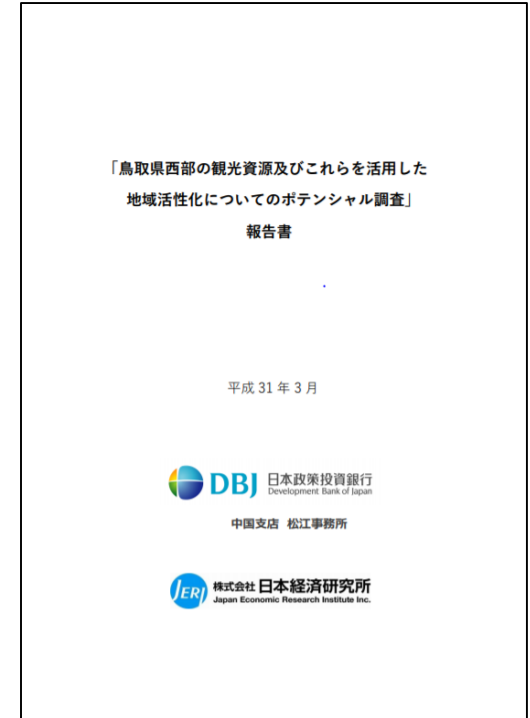 「鳥取県西部の観光資源及びこれらを活用した
地域活性化についてのポテンシャル調査」
報告書
平成 31 年 3 月
DBJ 日本政策投資銀行
Development Bank of Japan
中国支店 松江事務所
JERI 株式会社 日本経済研究所
Japan Economic Research Institute Inc.